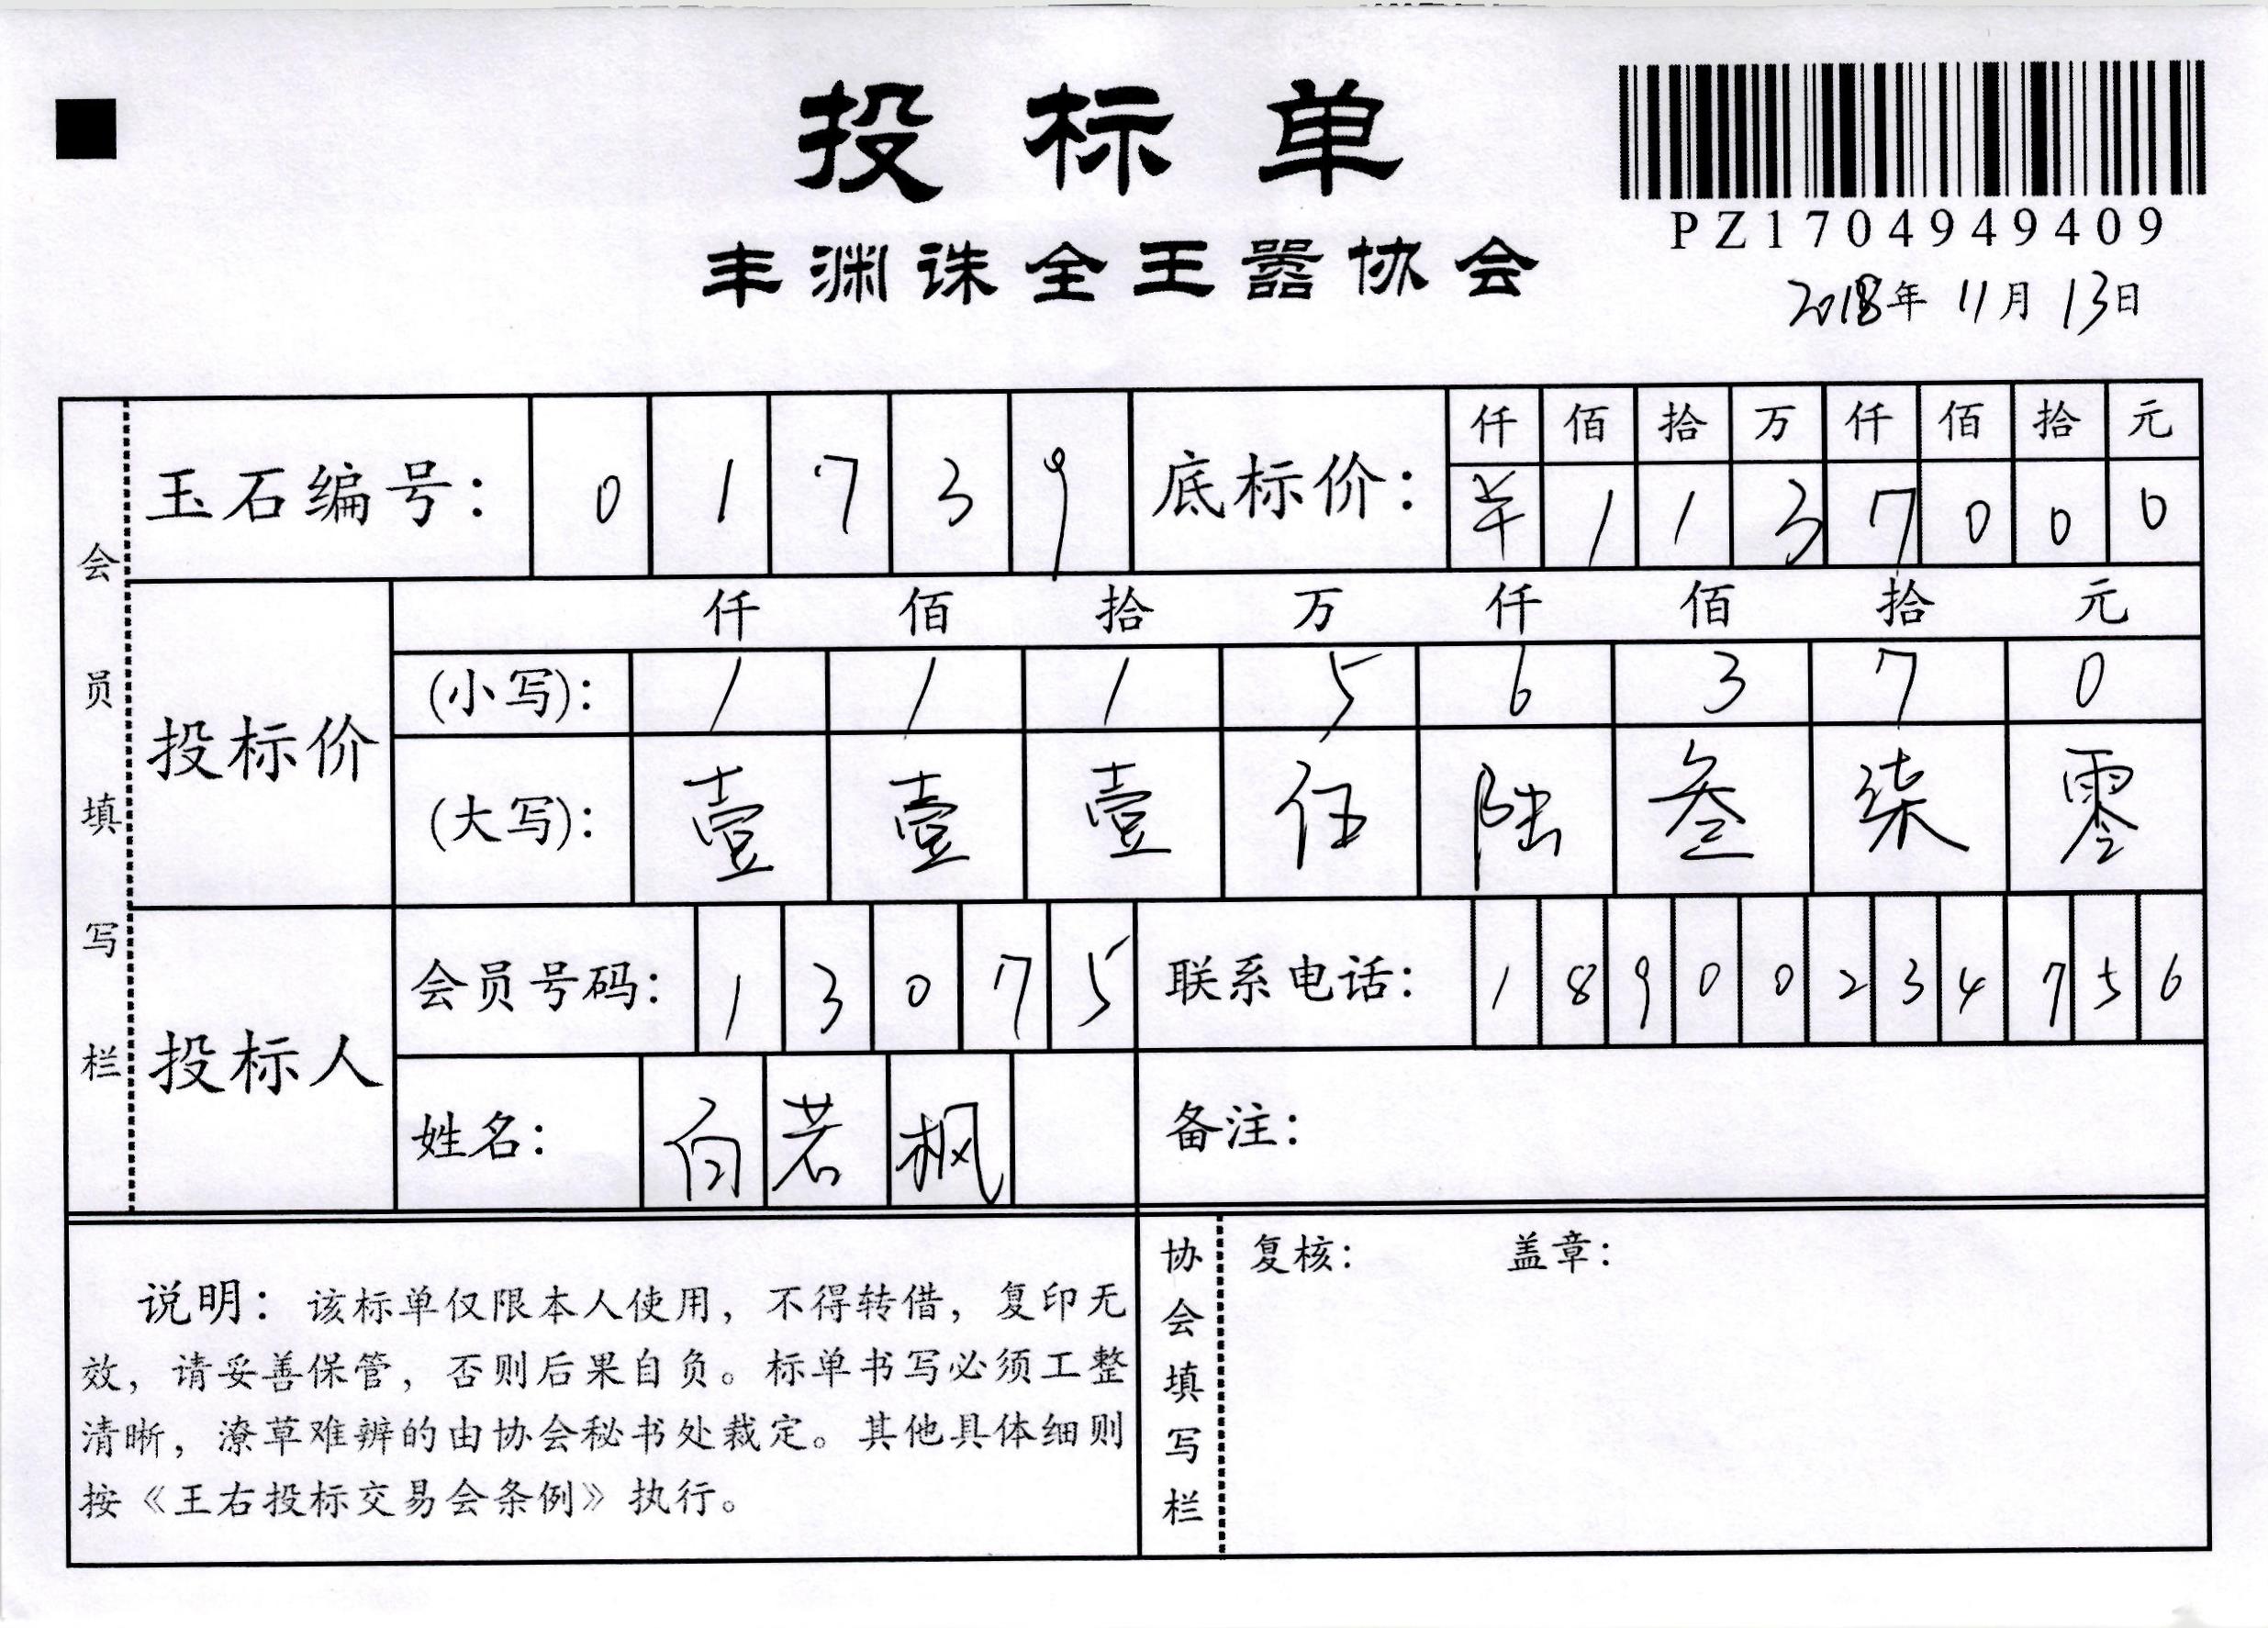 投标单
PZ1704949409
丰渊诛全王嚣协会
2018年 11月 13日
会员填写栏
玉石编号: 0 1 7 3 9 底标价: 仟 佰 拾 万 仟 佰 拾 元
¥ 1 1 3 7 0 0 0
投标价
仟 佰 拾 万 仟 佰 拾 元
(小写): 1 1 1 5 6 3 7 0
(大写): 壹 壹 壹 伍 陆 叁 柒 零
投标人
会员号码: 1 3 0 7 5 联系电话: 1 8 9 0 0 2 3 4 7 5 6
姓名: 白若枫 备注:
说明: 该标单仅限本人使用，不得转借，复印无
效，请妥善保管，否则后果自负。标单书写必须工整
清晰，潦草难辨的由协会秘书处裁定。其他具体细则
按《王右投标交易会条例》执行。
协会填写栏
复核: 盖章: